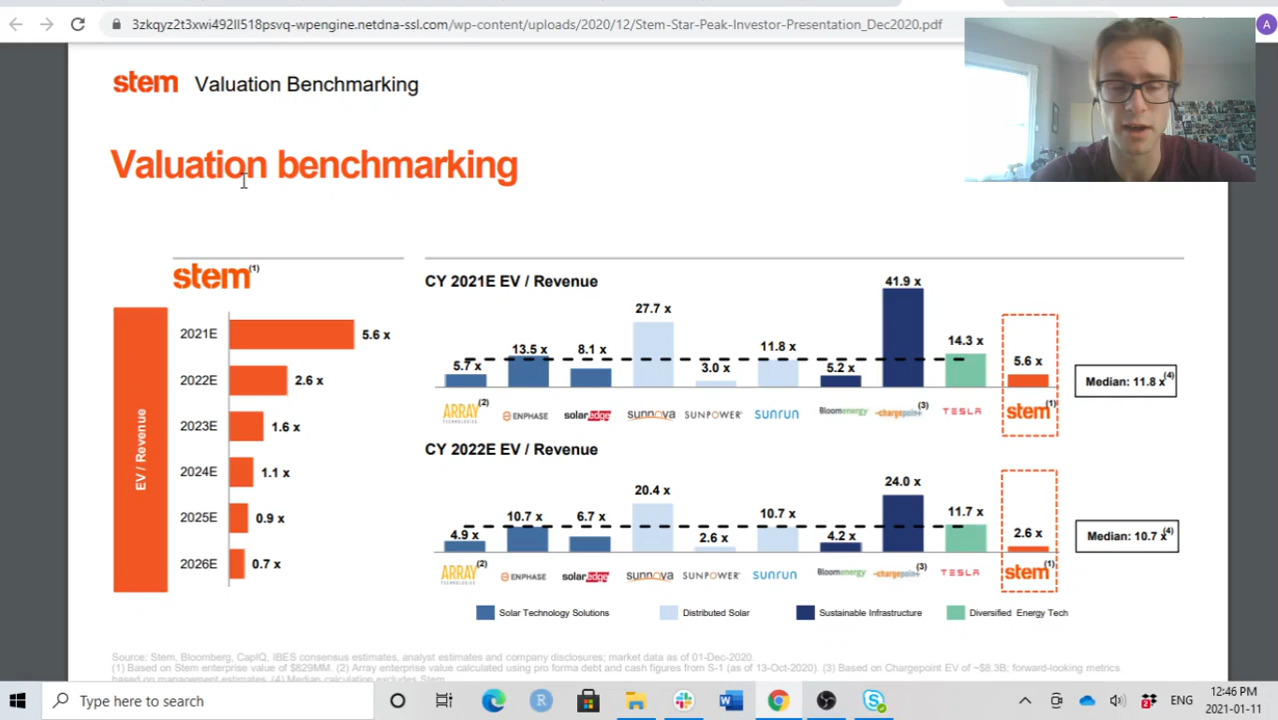 3zkqyz2t3xwi492ll518psvq-wpengine.netdna-ssl.com/wp-content/uploads/2020/12/Stem-Star-Peak-Investor-Presentation_Dec2020.pdf
A
stem Valuation Benchmarking
Valuation benchmarking
stem(1)
EV / Revenue
2021E 5.6 x
2022E 2.6 x
2023E 1.6 x
2024E 1.1 x
2025E 0.9 x
2026E 0.7 x
CY 2021E EV / Revenue
5.7 x 13.5 x 8.1 x 27.7 x 3.0 x 11.8 x 5.2 x 41.9 x 14.3 x 5.6 x
Median: 11.8 x(4)
ARRAY TECHNOLOGIES (2) ENPHASE solaredge sunnova SUNPOWER sunrun Bloomenergy -chargepoin+ (3) TESLA stem(1)
CY 2022E EV / Revenue
4.9 x 10.7 x 6.7 x 20.4 x 2.6 x 10.7 x 4.2 x 24.0 x 11.7 x 2.6 x
Median: 10.7 x(4)
ARRAY TECHNOLOGIES (2) ENPHASE solaredge sunnova SUNPOWER sunrun Bloomenergy -chargepoin+ (3) TESLA stem(1)
Solar Technology Solutions Distributed Solar Sustainable Infrastructure Diversified Energy Tech
Source: Stem, Bloomberg, CapIQ, IBES consensus estimates, analyst estimates and company disclosures; market data as of 01-Dec-2020.
(1) Based on Stem enterprise value of $829MM. (2) Array enterprise value calculated using pro forma debt and cash figures from S-1 (as of 13-Oct-2020). (3) Based on Chargepoint EV of ~$8.3B; forward-looking metrics
based on management estimates. (4) Median calculation excludes Stem.
Type here to search
ENG
12:46 PM
2021-01-11